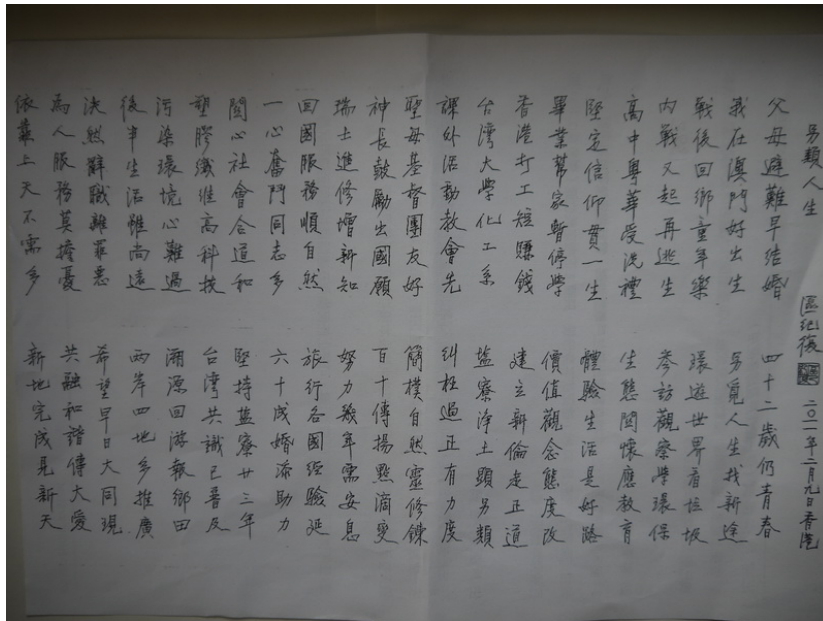 另類人生
區紀復 二〇一一年二月九日香港
父母避難早結婚
我在澳門好出生
戰後回鄉童年樂
內戰又起再逃生
高中粵華受洗禮
堅定信仰貫一生
畢業幫家暫停學
香港打工短賺錢
台灣大學化工系
課外活動教會先
聖母基督團友好
神長鼓勵出國願
瑞士進修增新知
回國服務順自然
一心奮鬥同志多
關心社會合道和
塑膠纖維高科技
污染環境心難過
後半生活雖尚遠
決然辭職離罪惡
為人服務莫擔憂
依靠上天不需多
四十二歲仍青春
另覓人生找新途
環遊世界看垃圾
參訪觀察學環保
生態關懷應教育
體驗生活是好路
價值觀念態度改
建立新倫走正道
鹽寮淨土顯另類
糾枉過正有力度
簡樸自然靈修鍊
百十傳揚點滴變
努力幾年需安息
旅行各國經驗延
六十成婚添助力
堅持鹽寮廿三年
台灣共識已普及
溯源回游報鄉田
兩岸四地多推廣
希望早日大同現
共融和諧傳大愛
新地完成見新天